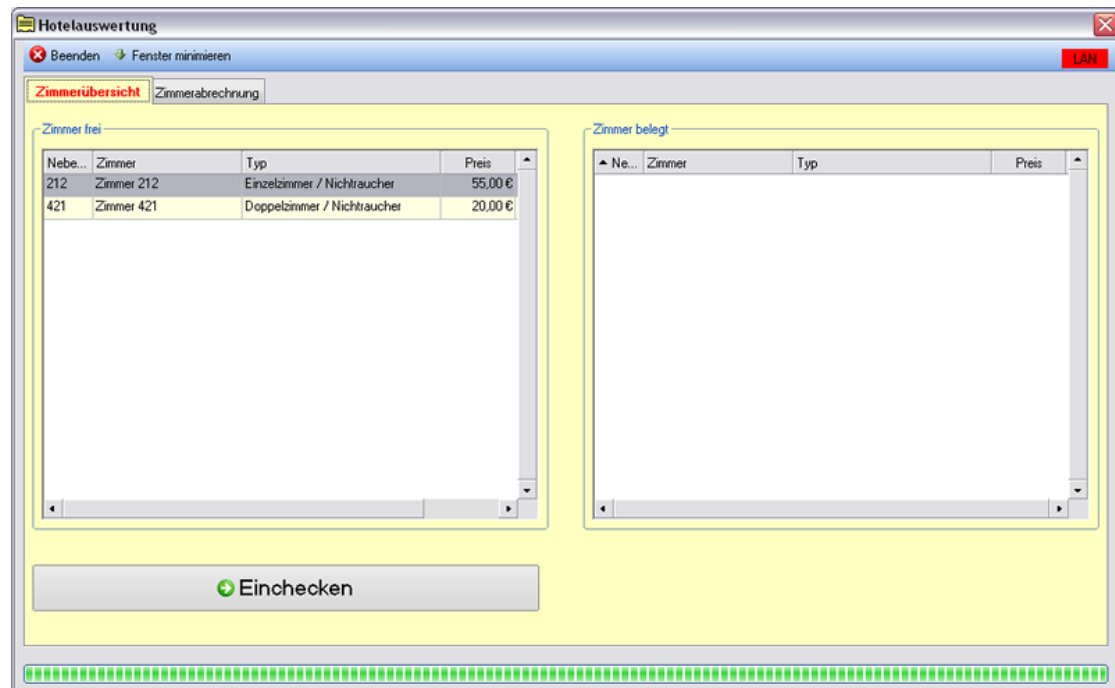 Hotelauswertung
Beenden Fenster minimieren LAN
Zimmerübersicht Zimmerabrechnung
Zimmer frei
Nebe... Zimmer Typ Preis
212 Zimmer 212 Einzelzimmer / Nichtraucher 55,00 €
421 Zimmer 421 Doppelzimmer / Nichtraucher 20,00 €
Zimmer belegt
Ne... Zimmer Typ Preis
Einchecken